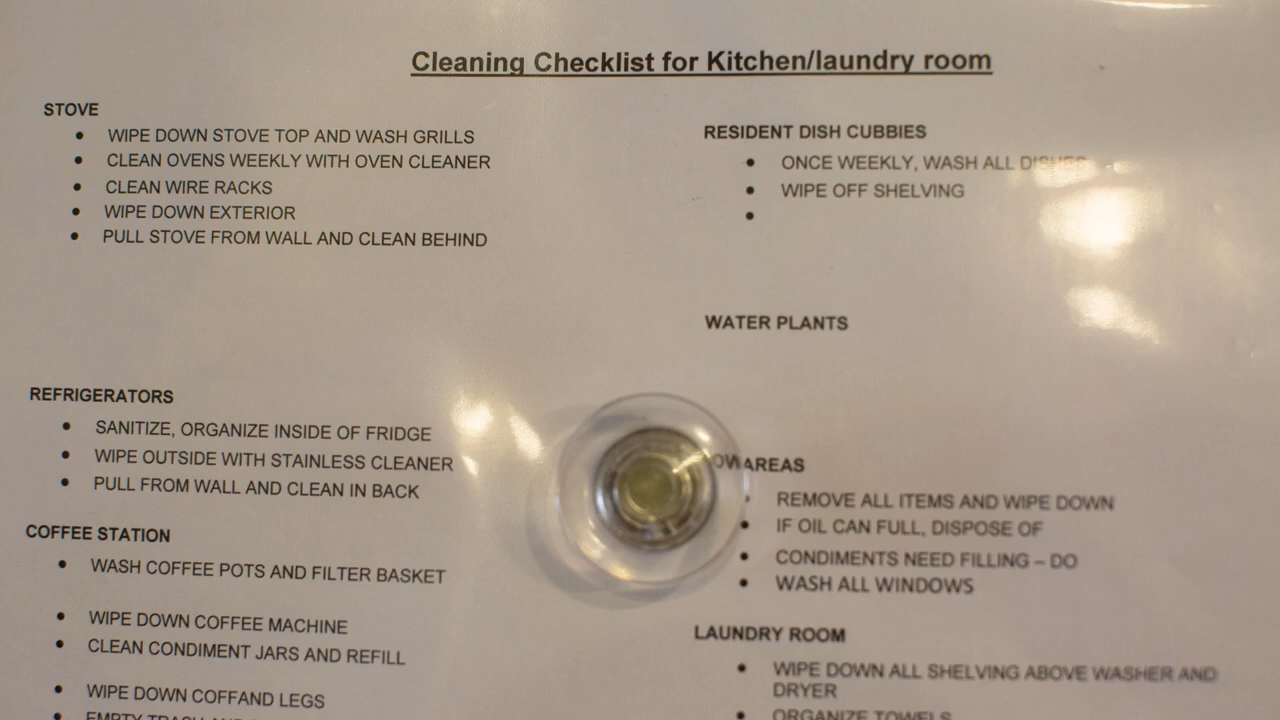 Cleaning Checklist for Kitchen/laundry room
STOVE
• WIPE DOWN STOVE TOP AND WASH GRILLS
• CLEAN OVENS WEEKLY WITH OVEN CLEANER
• CLEAN WIRE RACKS
• WIPE DOWN EXTERIOR
• PULL STOVE FROM WALL AND CLEAN BEHIND
REFRIGERATORS
• SANITIZE, ORGANIZE INSIDE OF FRIDGE
• WIPE OUTSIDE WITH STAINLESS CLEANER
• PULL FROM WALL AND CLEAN IN BACK
COFFEE STATION
• WASH COFFEE POTS AND FILTER BASKET
• WIPE DOWN COFFEE MACHINE
• CLEAN CONDIMENT JARS AND REFILL
• WIPE DOWN COFFAND LEGS
• EMPTY TRASH AND
RESIDENT DISH CUBBIES
• ONCE WEEKLY, WASH ALL DISHES
• WIPE OFF SHELVING
•
WATER PLANTS
AREAS
• REMOVE ALL ITEMS AND WIPE DOWN
• IF OIL CAN FULL, DISPOSE OF
• CONDIMENTS NEED FILLING – DO
• WASH ALL WINDOWS
LAUNDRY ROOM
• WIPE DOWN ALL SHELVING ABOVE WASHER AND
DRYER
• ORGANIZE TOWELS